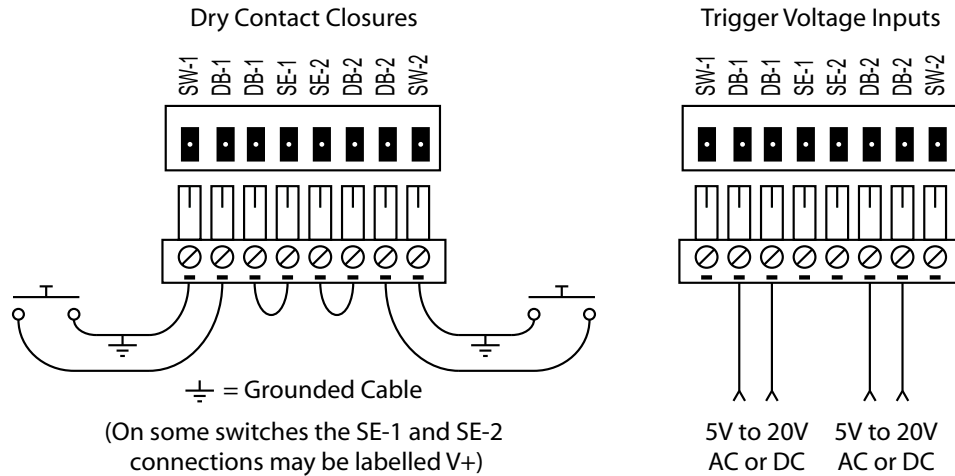 Dry Contact Closures
Trigger Voltage Inputs
SW-1
DB-1
DB-1
SE-1
SE-2
DB-2
DB-2
SW-2
SW-1
DB-1
DB-1
SE-1
SE-2
DB-2
DB-2
SW-2
= Grounded Cable
(On some switches the SE-1 and SE-2
connections may be labelled V+)
5V to 20V
AC or DC
5V to 20V
AC or DC